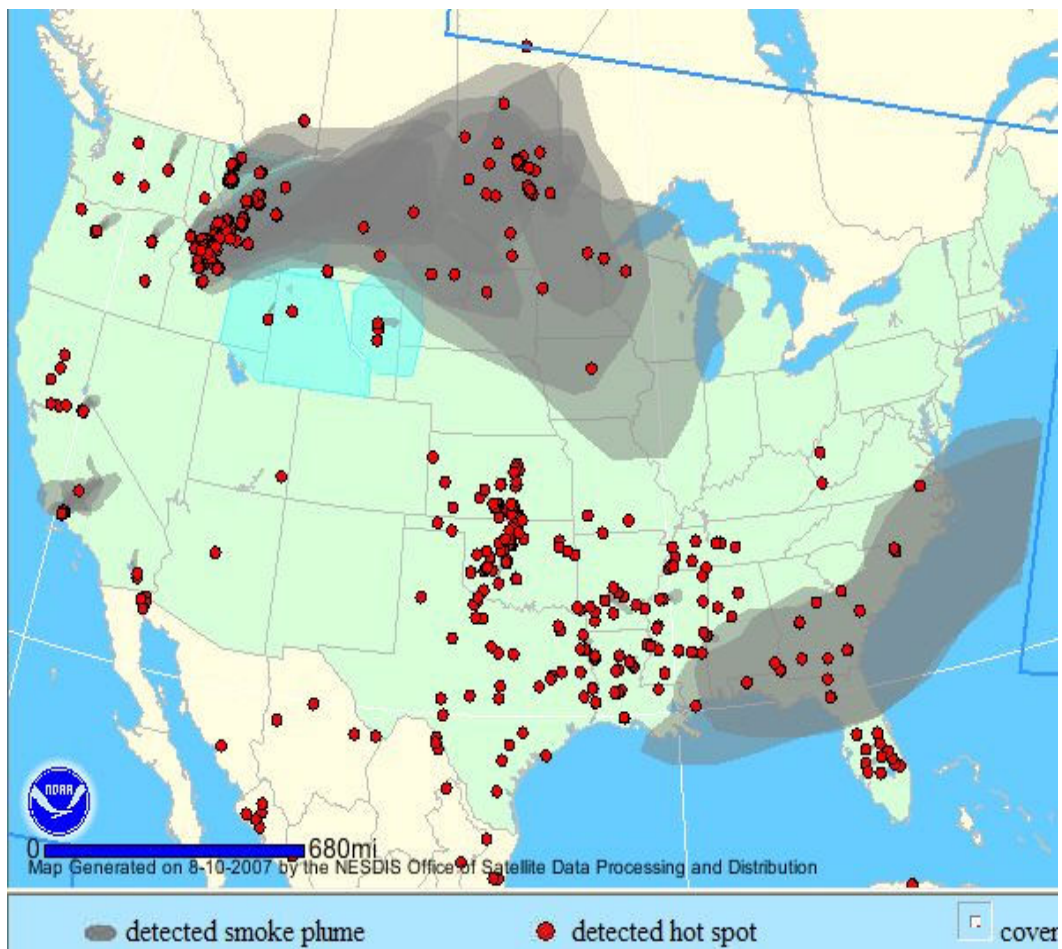 NOAA
0 680mi
Map Generated on 8-10-2007 by the NESDIS Office of Satellite Data Processing and Distribution
detected smoke plume detected hot spot cover